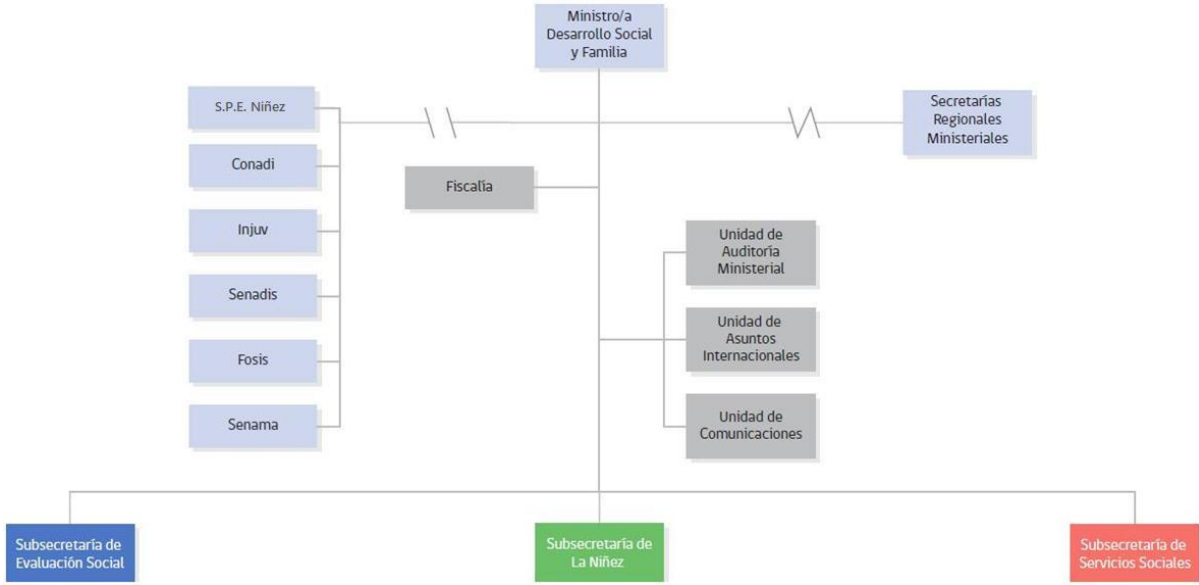 Ministro/a
Desarrollo Social
y Familia
S.P.E. Niñez
Conadi
Injuv
Senadis
Fosis
Senama
Secretarías
Regionales
Ministeriales
Fiscalía
Unidad de
Auditoría
Ministerial
Unidad de
Asuntos
Internacionales
Unidad de
Comunicaciones
Subsecretaría de
Evaluación Social
Subsecretaría de
La Niñez
Subsecretaría de
Servicios Sociales